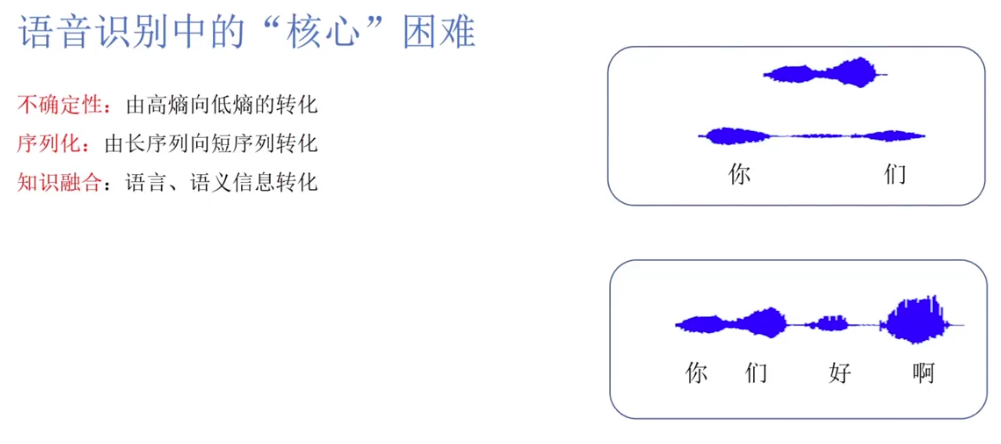 语音识别中的“核心”困难
不确定性：由高熵向低熵的转化
序列化：由长序列向短序列转化
知识融合：语言、语义信息转化
你 们
你 们 好 啊